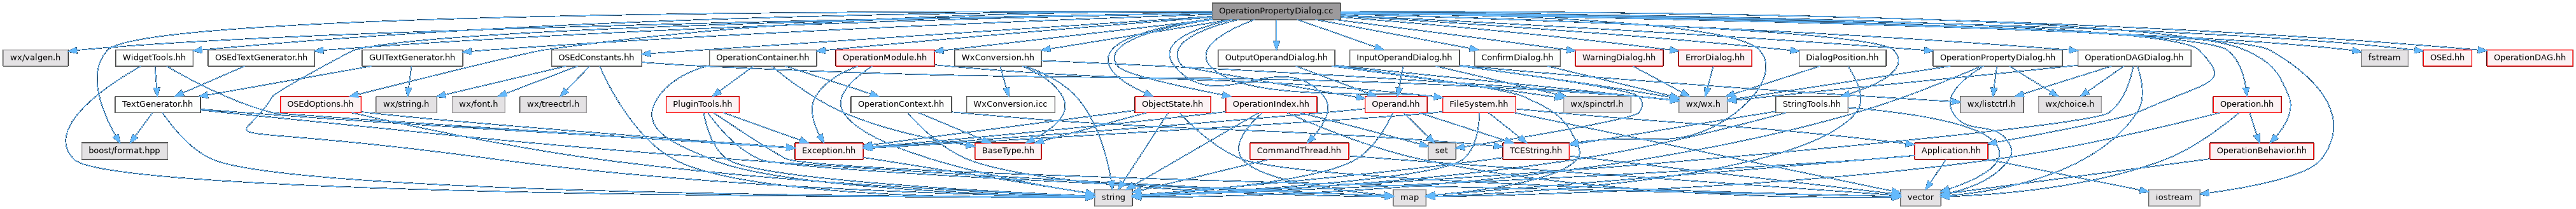 OperationPropertyDialog.cc
wx/valgen.h
WidgetTools.hh
OSEdTextGenerator.hh
GUITextGenerator.hh
OSEdConstants.hh
OperationContainer.hh
OperationModule.hh
WxConversion.hh
OutputOperandDialog.hh
InputOperandDialog.hh
ConfirmDialog.hh
WarningDialog.hh
ErrorDialog.hh
DialogPosition.hh
OperationPropertyDialog.hh
OperationDAGDialog.hh
fstream
OSEd.hh
OperationDAG.hh
TextGenerator.hh
OSEdOptions.hh
wx/string.h
wx/font.h
wx/treectrl.h
PluginTools.hh
OperationContext.hh
WxConversion.icc
ObjectState.hh
OperationIndex.hh
Operand.hh
FileSystem.hh
wx/spinctrl.h
wx/wx.h
StringTools.hh
wx/listctrl.h
wx/choice.h
Operation.hh
boost/format.hpp
Exception.hh
BaseType.hh
CommandThread.hh
set
TCEString.hh
Application.hh
OperationBehavior.hh
string
map
vector
iostream